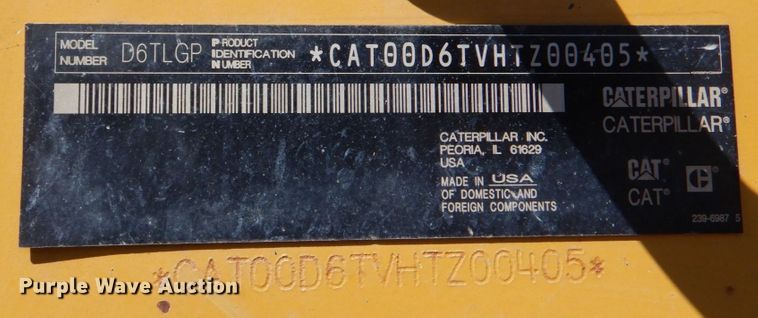 MODEL NUMBER D6TLGP PRODUCT IDENTIFICATION NUMBER *CAT00D6TVHTZ00405*
CATERPILLAR®
CATERPILLAR®
CATERPILLAR INC.
PEORIA, IL 61629
USA
MADE IN USA
OF DOMESTIC AND
FOREIGN COMPONENTS
CAT® C®
CAT®
239-6987 5
*CAT00D6TVHTZ00405*
Purple Wave Auction